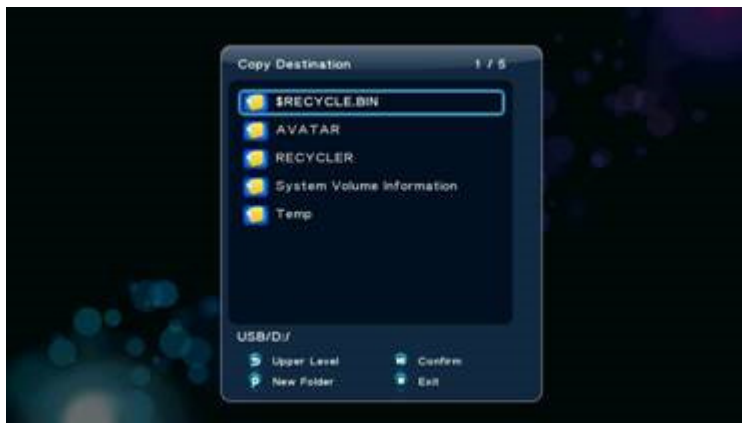 Copy Destination 1 / 5
$RECYCLE.BIN
AVATAR
RECYCLER
System Volume Information
Temp
USB/D:/
Upper Level Confirm
New Folder Exit